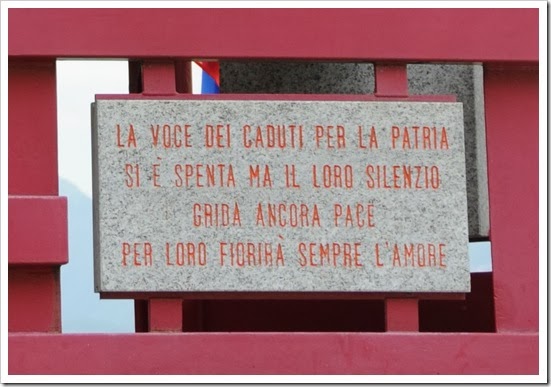 LA VOCE DEI CADUTI PER LA PATRIA
SI È SPENTA MA IL LORO SILENZIO
GRIDA ANCORA PACE
PER LORO FIORIRA SEMPRE L'AMORE